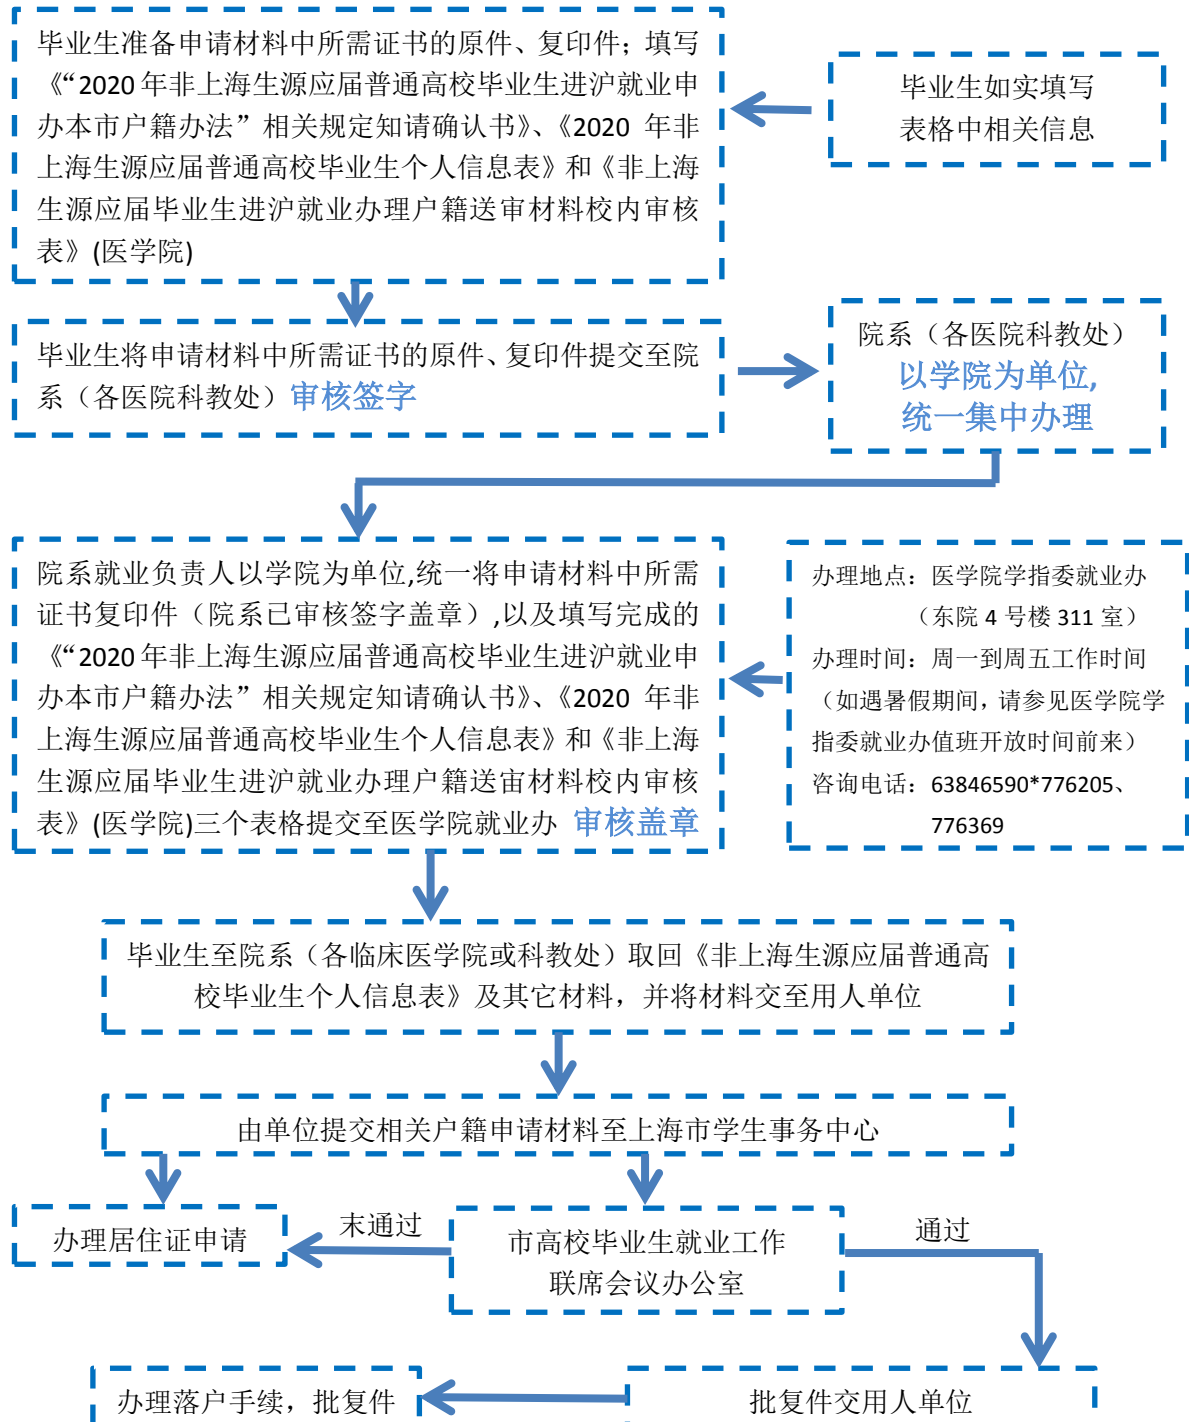 毕业生准备申请材料中所需证书的原件、复印件；填写
《“2020 年非上海生源应届普通高校毕业生进沪就业申
办本市户籍办法”相关规定知请确认书》、《2020 年非
上海生源应届普通高校毕业生个人信息表》和《非上海
生源应届毕业生进沪就业办理户籍送审材料校内审核
表》(医学院)
毕业生如实填写
表格中相关信息
毕业生将申请材料中所需证书的原件、复印件提交至院
系（各医院科教处）审核签字
院系（各医院科教处）
以学院为单位,
统一集中办理
院系就业负责人以学院为单位,统一将申请材料中所需
证书复印件（院系已审核签字盖章）,以及填写完成的
《“2020 年非上海生源应届普通高校毕业生进沪就业申
办本市户籍办法”相关规定知请确认书》、《2020 年非
上海生源应届普通高校毕业生个人信息表》和《非上海
生源应届毕业生进沪就业办理户籍送宙材料校内审核
表》(医学院)三个表格提交至医学院就业办 审核盖章
办理地点：医学院学指委就业办
（东院 4 号楼 311 室）
办理时间：周一到周五工作时间
（如遇暑假期间，请参见医学院学
指委就业办值班开放时间前来）
咨询电话：63846590*776205、
776369
毕业生至院系（各临床医学院或科教处）取回《非上海生源应届普通高
校毕业生个人信息表》及其它材料，并将材料交至用人单位
由单位提交相关户籍申请材料至上海市学生事务中心
办理居住证申请
末通过
市高校毕业生就业工作
联席会议办公室
通过
办理落户手续，批复件
批复件交用人单位